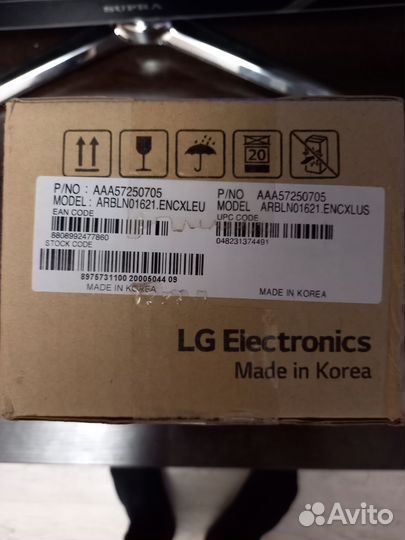 SUPRA
20
P/NO : AAA57250705
MODEL : ARBLN01621.ENCXLEU
EAN CODE
8806992477860
STOCK CODE
8975731100 20005044 09
MADE IN KOREA
P/NO AAA57250705
MODEL ARBLN01621.ENCXLUS
UPC CODE
048231374491
MADE IN KOREA
LG Electronics
Made in Korea
Avito